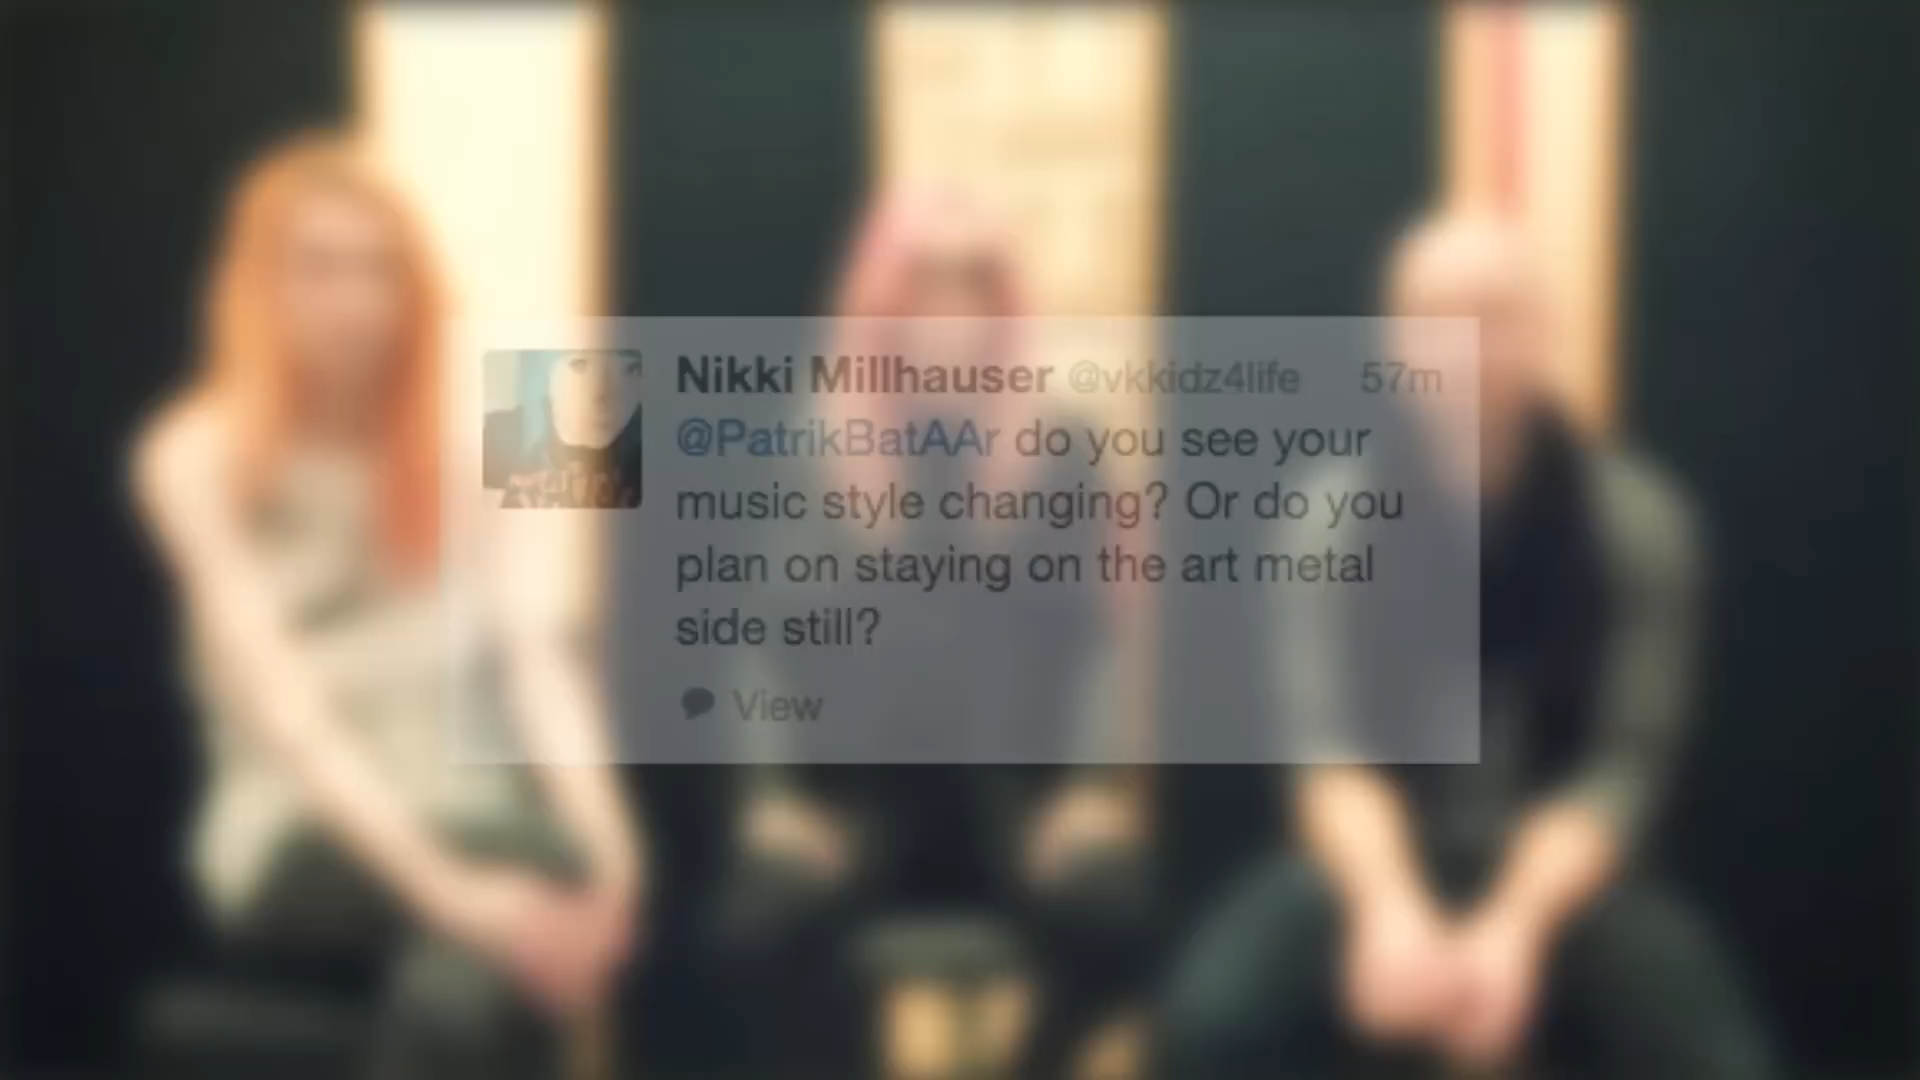 Nikki Millhauser @vkkidz4life 57m
@PatrikBatAAr do you see your
music style changing? Or do you
plan on staying on the art metal
side still?
View